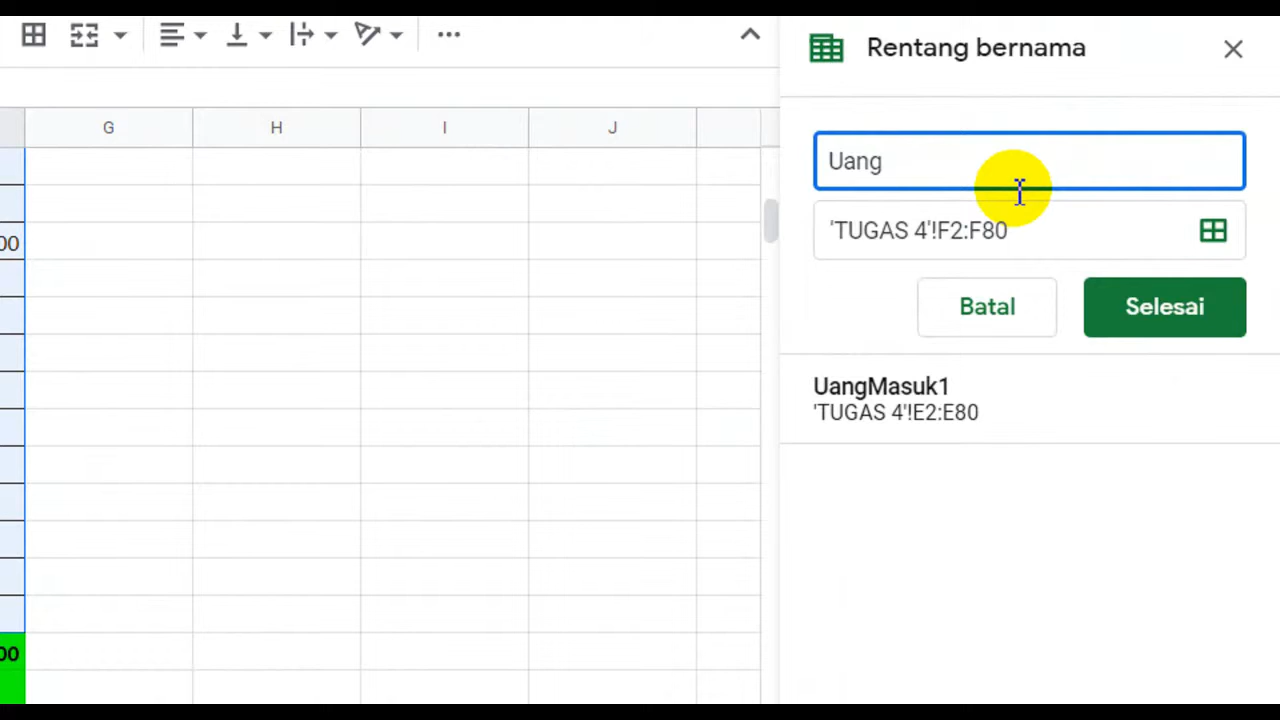 Rentang bernama
G H I J
Uang
'TUGAS 4'!F2:F80
00
Batal Selesai
UangMasuk1
'TUGAS 4'!E2:E80
00